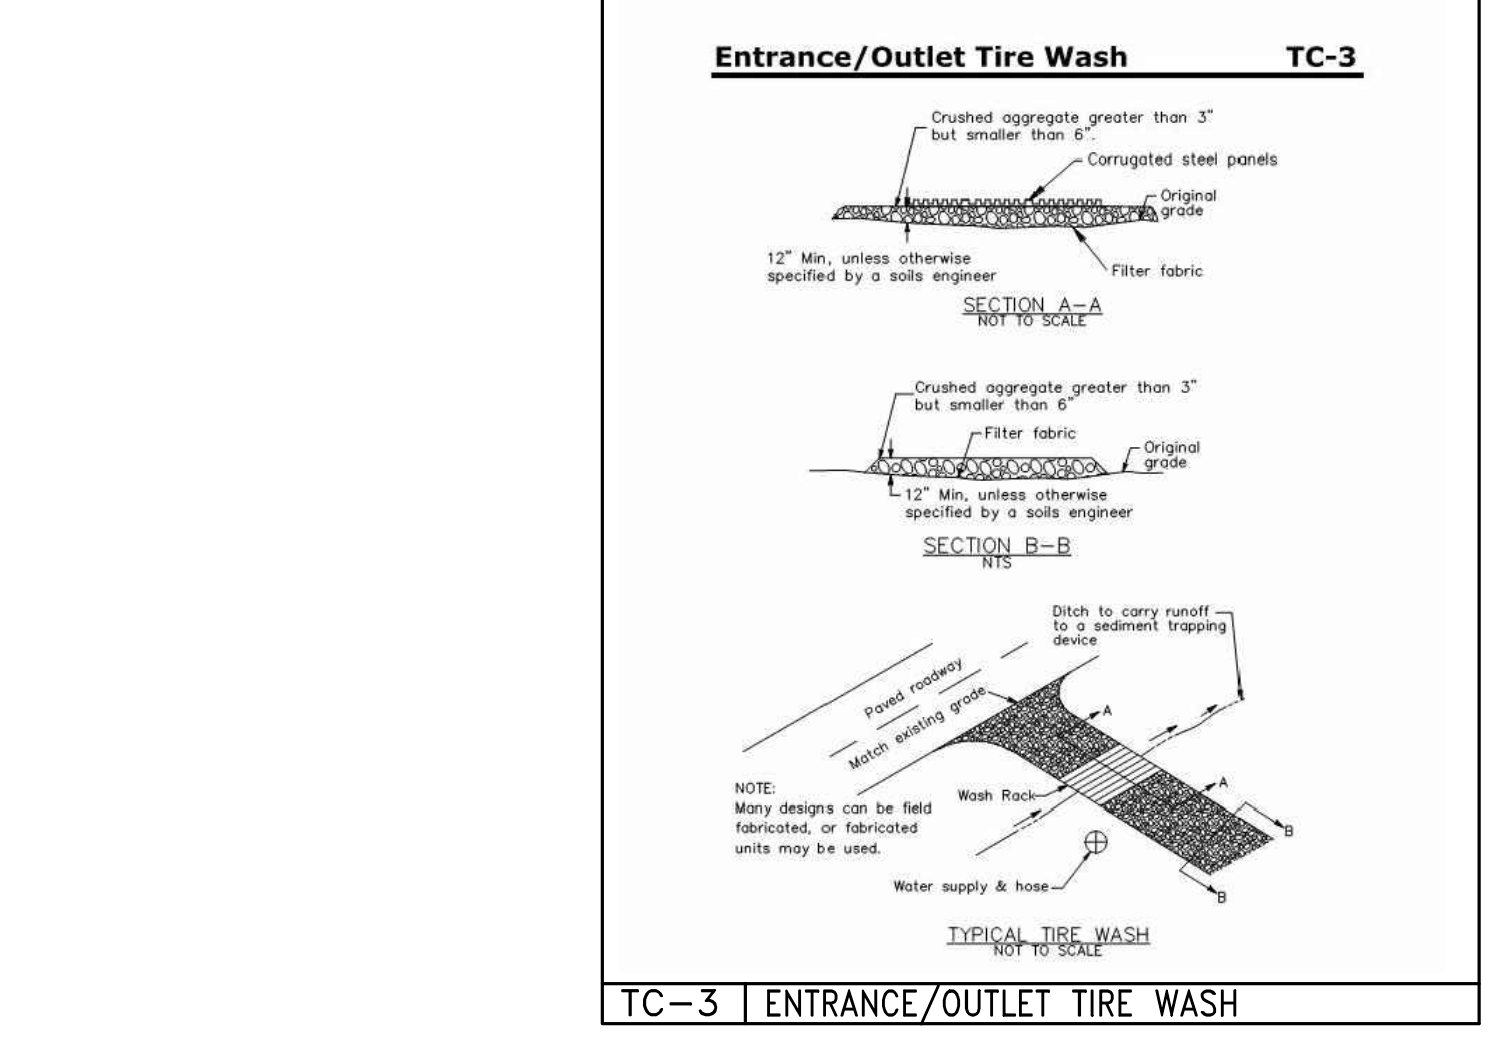 Entrance/Outlet Tire Wash TC-3
Crushed aggregate greater than 3"
but smaller than 6".
Corrugated steel panels
Original
grade
12" Min, unless otherwise
specified by a soils engineer
Filter fabric
SECTION A-A
NOT TO SCALE
Crushed aggregate greater than 3"
but smaller than 6"
Filter fabric
Original
grade
12" Min, unless otherwise
specified by a soils engineer
SECTION B-B
NTS
Ditch to carry runoff
to a sediment trapping
device
Paved roadway
Match existing grade
A
A
NOTE:
Many designs can be field
fabricated, or fabricated
units may be used.
Wash Rack
B
B
Water supply & hose
TYPICAL TIRE WASH
NOT TO SCALE
TC-3 ENTRANCE/OUTLET TIRE WASH